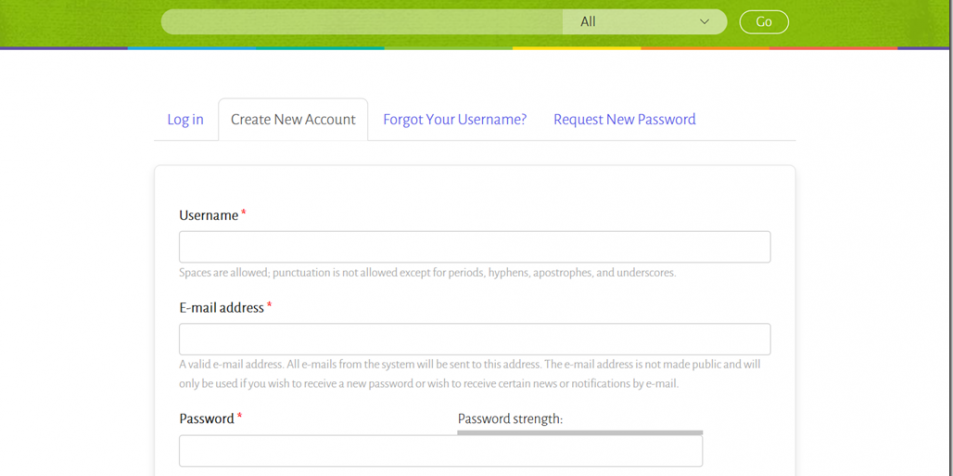 All
Go
Log in
Create New Account
Forgot Your Username?
Request New Password
Username *
Spaces are allowed; punctuation is not allowed except for periods, hyphens, apostrophes, and underscores.
E-mail address *
A valid e-mail address. All e-mails from the system will be sent to this address. The e-mail address is not made public and will
only be used if you wish to receive a new password or wish to receive certain news or notifications by e-mail.
Password *
Password strength: